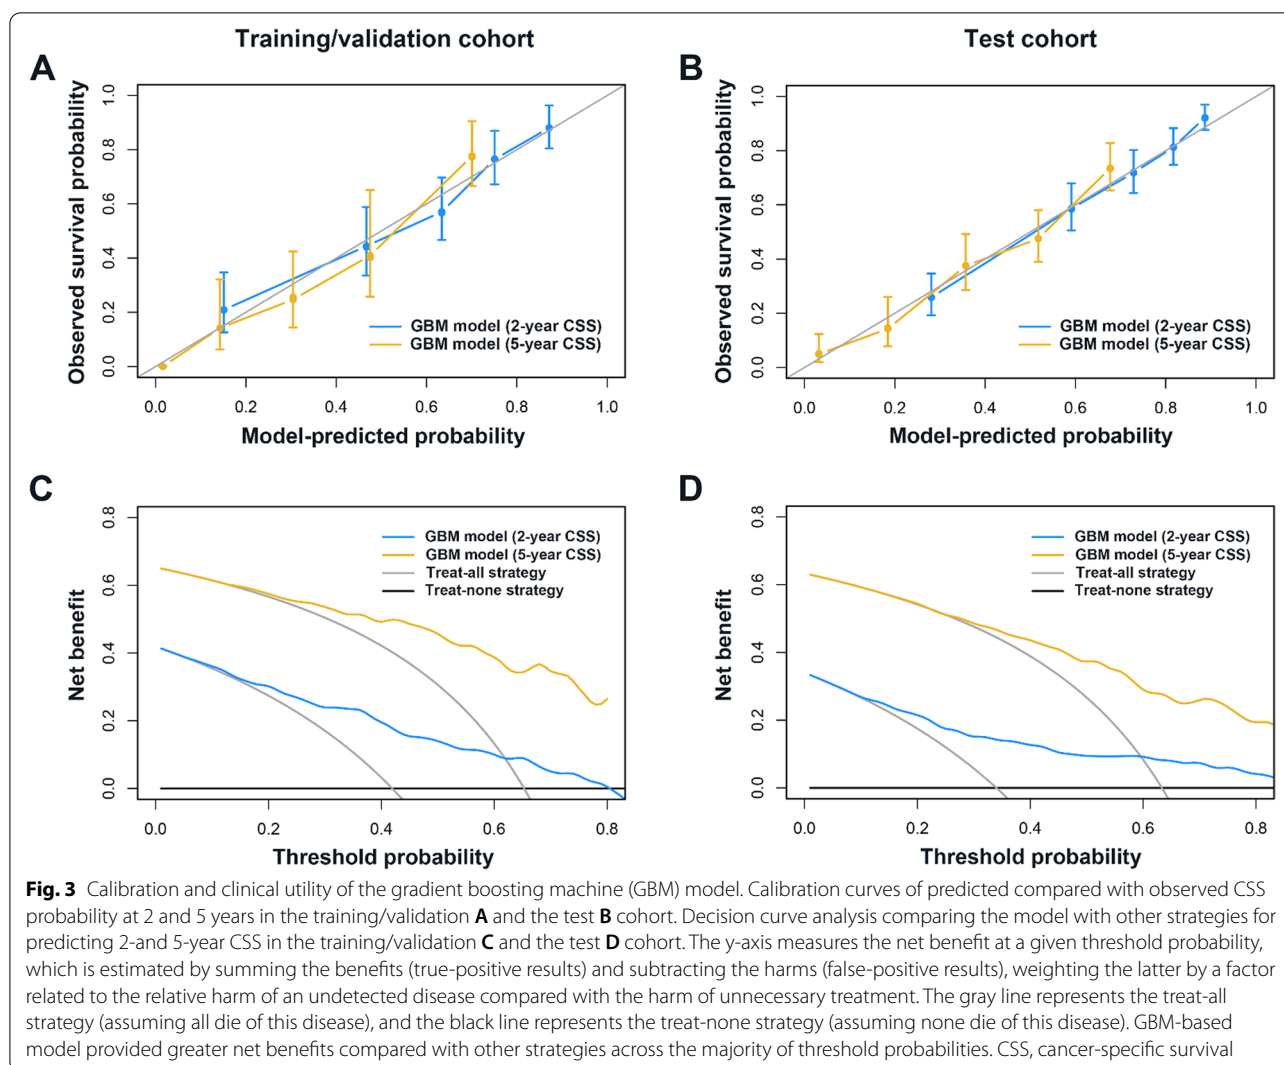 Training/validation cohort
Test cohort
A
Observed survival probability
1.0
0.8
0.6
0.4
0.2
0.0
GBM model (2-year CSS)
GBM model (5-year CSS)
0.0 0.2 0.4 0.6 0.8 1.0
Model-predicted probability
B
Observed survival probability
1.0
0.8
0.6
0.4
0.2
0.0
GBM model (2-year CSS)
GBM model (5-year CSS)
0.0 0.2 0.4 0.6 0.8 1.0
Model-predicted probability
C
Net benefit
0.8
0.6
0.4
0.2
0.0
GBM model (2-year CSS)
GBM model (5-year CSS)
Treat-all strategy
Treat-none strategy
0.0 0.2 0.4 0.6 0.8
Threshold probability
D
Net benefit
0.8
0.6
0.4
0.2
0.0
GBM model (2-year CSS)
GBM model (5-year CSS)
Treat-all strategy
Treat-none strategy
0.0 0.2 0.4 0.6 0.8
Threshold probability
Fig. 3 Calibration and clinical utility of the gradient boosting machine (GBM) model. Calibration curves of predicted compared with observed CSS
probability at 2 and 5 years in the training/validation A and the test B cohort. Decision curve analysis comparing the model with other strategies for
predicting 2-and 5-year CSS in the training/validation C and the test D cohort. The y-axis measures the net benefit at a given threshold probability,
which is estimated by summing the benefits (true-positive results) and subtracting the harms (false-positive results), weighting the latter by a factor
related to the relative harm of an undetected disease compared with the harm of unnecessary treatment. The gray line represents the treat-all
strategy (assuming all die of this disease), and the black line represents the treat-none strategy (assuming none die of this disease). GBM-based
model provided greater net benefits compared with other strategies across the majority of threshold probabilities. CSS, cancer-specific survival